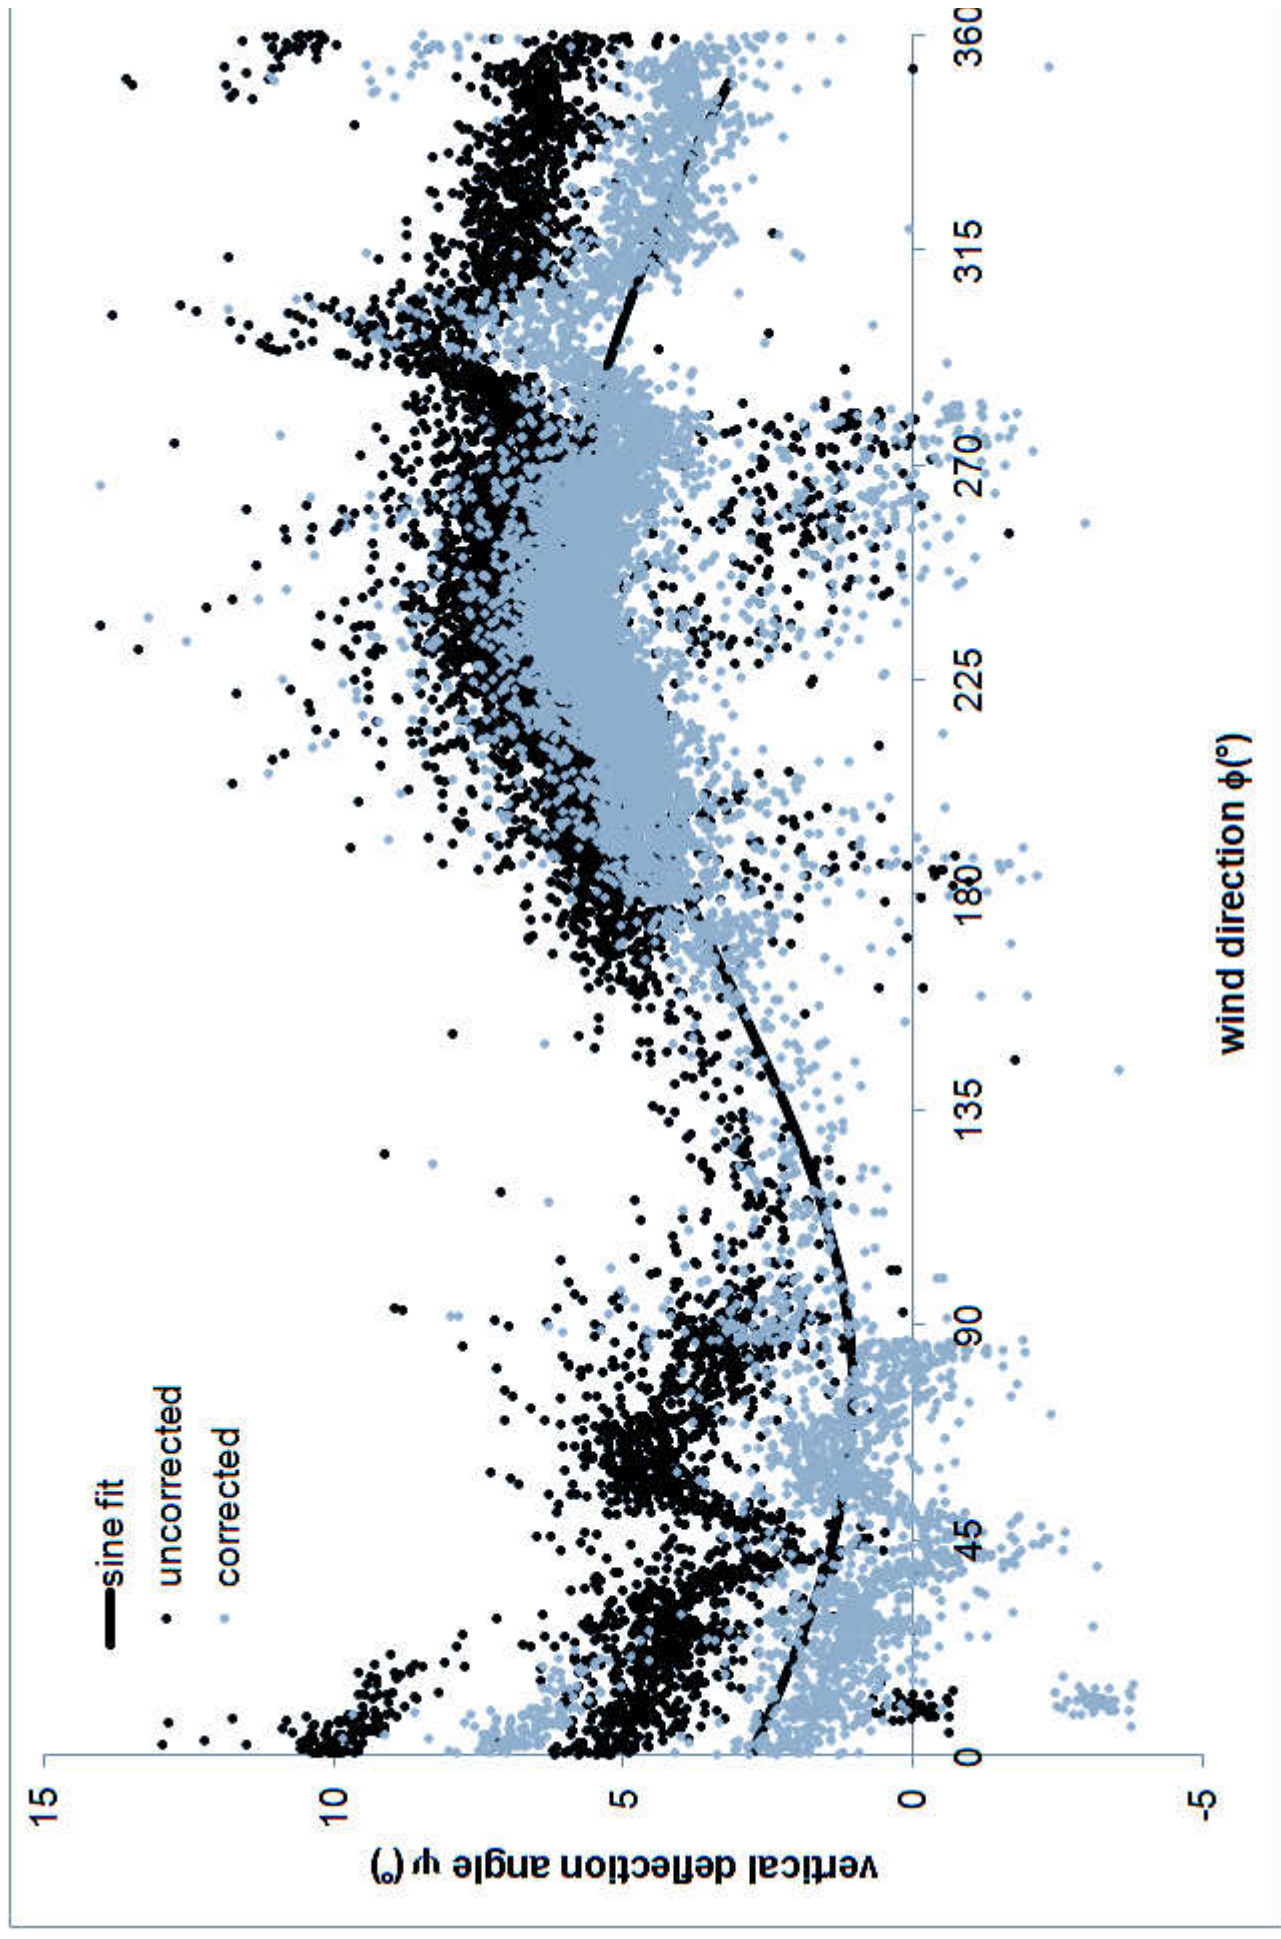 sine fit
uncorrected
corrected
15
10
5
0
-5
vertical deflection angle ψ (°)
0
45
90
135
180
225
270
315
360
wind direction ϕ(°)